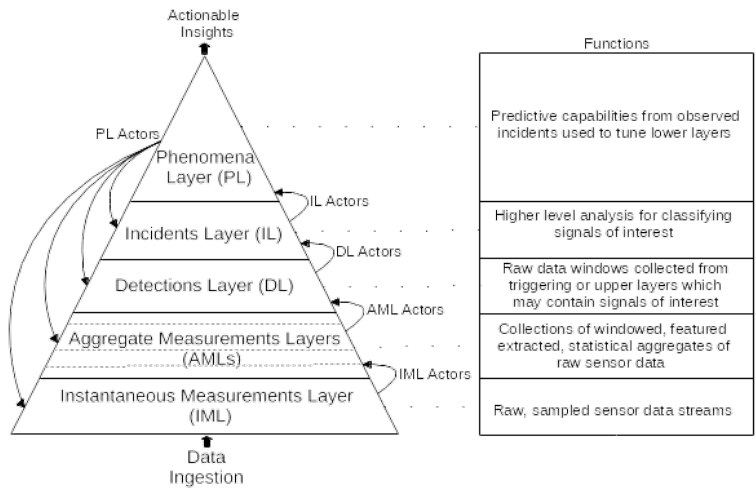 Actionable
Insights
PL Actors
Phenomena
Layer (PL)
IL Actors
Incidents Layer (IL)
DL Actors
Detections Layer (DL)
AML Actors
Aggregate Measurements Layers
(AMLs)
IML Actors
Instantaneous Measurements Layer
(IML)
Data
Ingestion
Functions
Predictive capabilities from observed
incidents used to tune lower layers
Higher level analysis for classifying
signals of interest
Raw data windows collected from
triggering or upper layers which
may contain signals of interest
Collections of windowed, featured
extracted, statistical aggregates of
raw sensor data
Raw, sampled sensor data streams